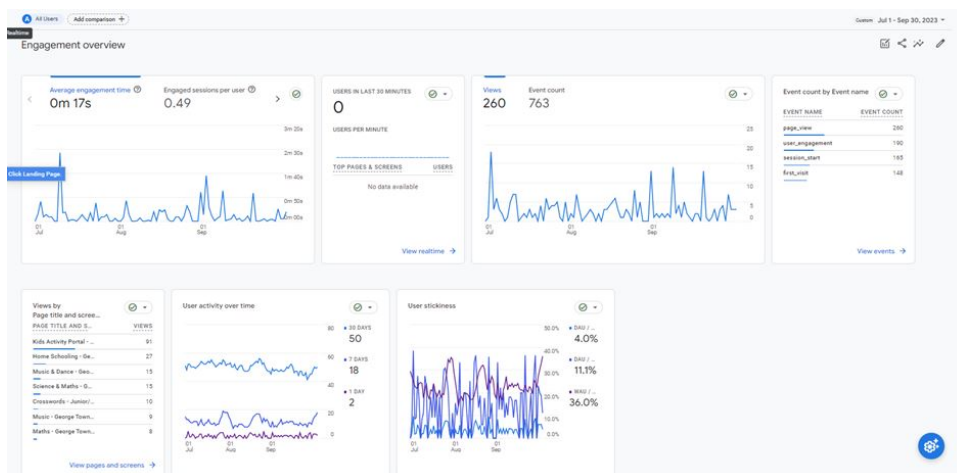 A All Users Add comparison +
Custom Jul 1 - Sep 30, 2023
Realtime
Engagement overview
Average engagement time
0m 17s
Engaged sessions per user
0.49
3m 20s
2m 30s
1m 40s
0m 50s
0m 00s
01 Jul
01 Aug
01 Sep
Click Landing Page
USERS IN LAST 30 MINUTES
0
USERS PER MINUTE
TOP PAGES & SCREENS USERS
No data available
View realtime
Views
260
Event count
763
25
20
15
10
5
0
01 Jul
01 Aug
01 Sep
Event count by Event name
EVENT NAME EVENT COUNT
page_view 260
user_engagement 190
session_start 165
first_visit 148
View events
Views by
Page title and scree...
PAGE TITLE AND S... VIEWS
Kids Activity Portal - ... 91
Home Schooling - Ge... 27
Music & Dance - Geo... 15
Science & Maths - G... 15
Crosswords - Junior/... 10
Music - George Town... 9
Maths - George Town... 8
View pages and screens
User activity over time
80
60
40
20
0
01 Jul
01 Aug
01 Sep
30 DAYS
50
7 DAYS
18
1 DAY
2
User stickiness
50.0%
40.0%
30.0%
20.0%
10.0%
0.0%
01 Jul
01 Aug
01 Sep
DAU / ...
4.0%
DAU / ...
11.1%
WAU / ...
36.0%